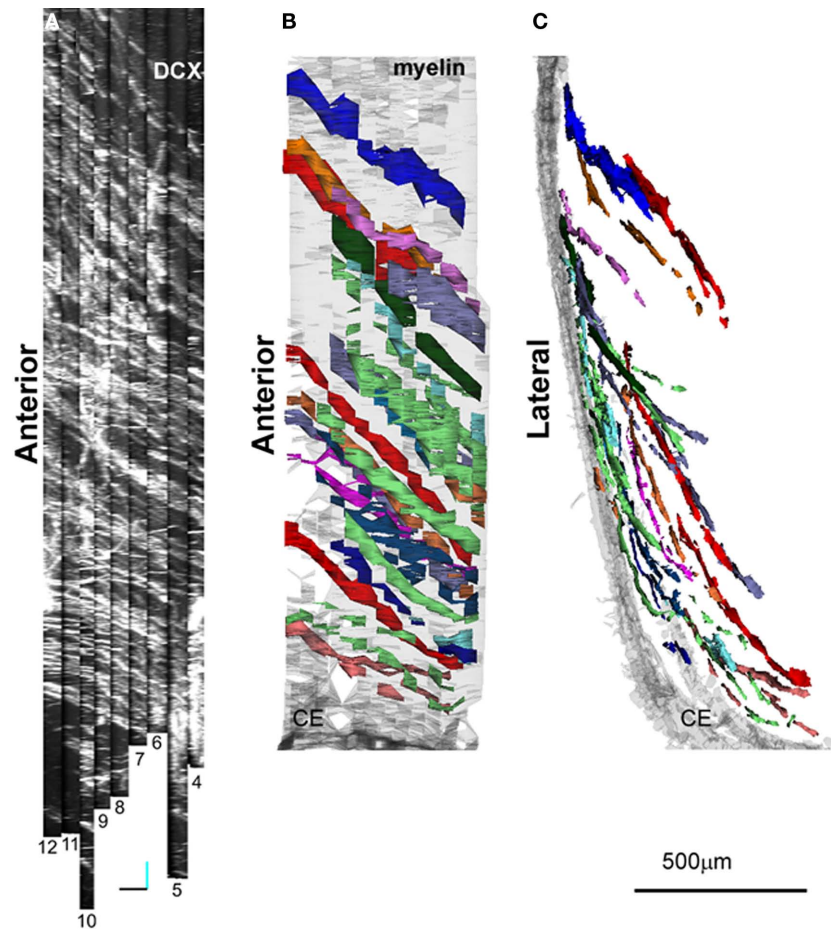 A
DCX
Anterior
12
11
10
9
8
7
6
5
4
B
myelin
Anterior
CE
C
Lateral
CE
500μm